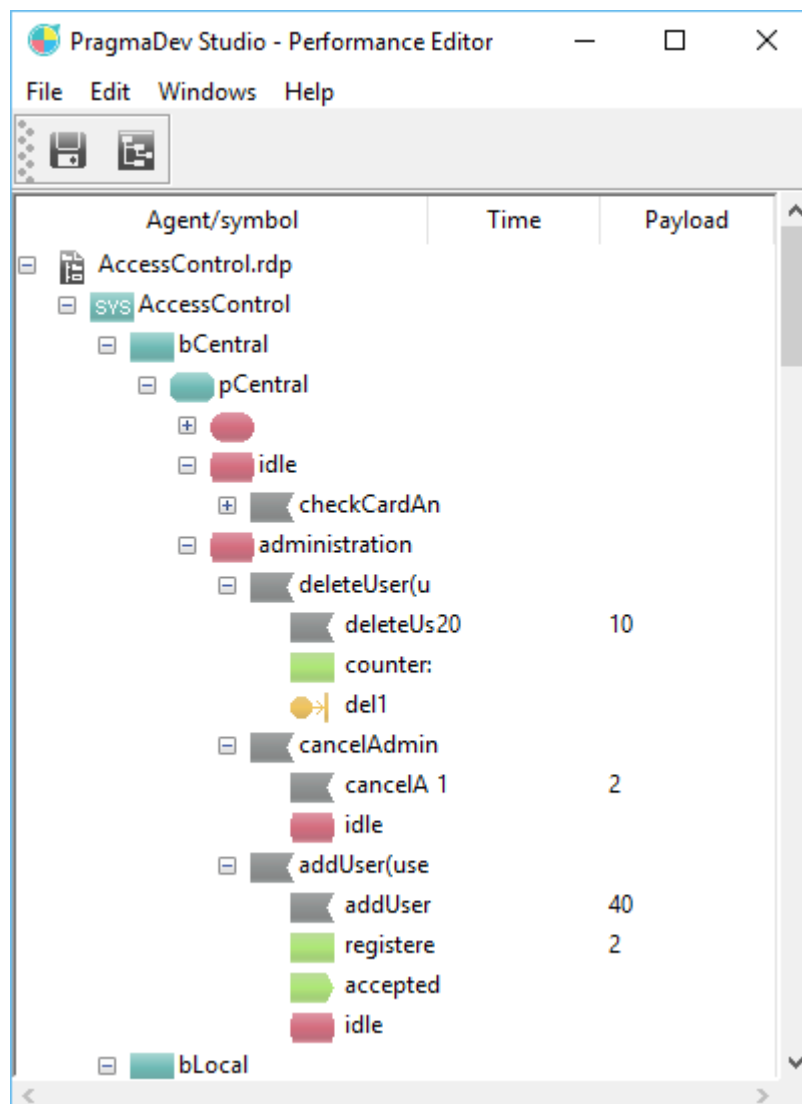 PragmaDev Studio - Performance Editor
File Edit Windows Help
Agent/symbol Time Payload
AccessControl.rdp
SYS AccessControl
bCentral
pCentral
idle
checkCardAn
administration
deleteUser(u
deleteUs20 10
counter:
del1
cancelAdmin
cancelA 1 2
idle
addUser(use
addUser 40
registere 2
accepted
idle
bLocal